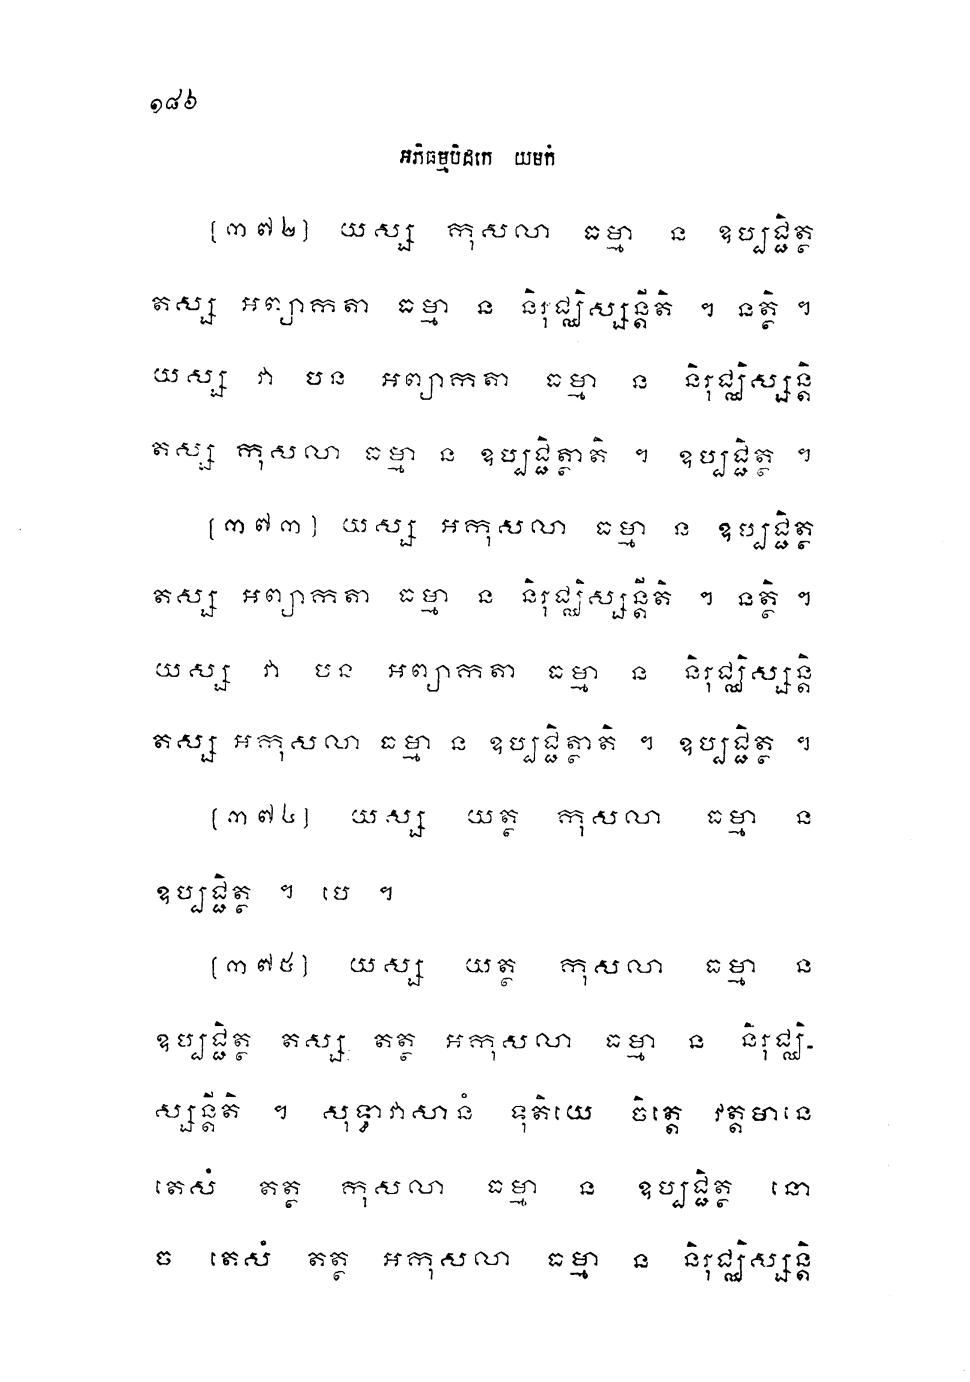 ១៨៦
អភិធម្មបិដកេ យមកំ
[៣៧២] យស្ស កុសលា ធម្មា ន ឧប្បជ្ជិត្ថ
តស្ស អព្យាកតា ធម្មា ន និរុជ្ឈិស្សន្តីតិ ។ នត្ថិ ។
យស្ស វា បន អព្យាកតា ធម្មា ន និរុជ្ឈិស្សន្តិ
តស្ស កុសលា ធម្មា ន ឧប្បជ្ជិត្ថាតិ ។ ឧប្បជ្ជិត្ថ ។
[៣៧៣] យស្ស អកុសលា ធម្មា ន ឧប្បជ្ជិត្ថ
តស្ស អព្យាកតា ធម្មា ន និរុជ្ឈិស្សន្តីតិ ។ នត្ថិ ។
យស្ស វា បន អព្យាកតា ធម្មា ន និរុជ្ឈិស្សន្តិ
តស្ស អកុសលា ធម្មា ន ឧប្បជ្ជិត្ថាតិ ។ ឧប្បជ្ជិត្ថ ។
[៣៧៤] យស្ស យត្ថ កុសលា ធម្មា ន
ឧប្បជ្ជិត្ថ ។ បេ ។
[៣៧៥] យស្ស យត្ថ កុសលា ធម្មា ន
ឧប្បជ្ជិត្ថ តស្ស តត្ថ អកុសលា ធម្មា ន និរុជ្ឈិ-
ស្សន្តីតិ ។ សុទ្ធាវាសានំ ទុតិយេ ចិត្តេ វត្តមានេ
តេសំ តត្ថ កុសលា ធម្មា ន ឧប្បជ្ជិត្ថ នោ
ច តេសំ តត្ថ អកុសលា ធម្មា ន និរុជ្ឈិស្សន្តិ